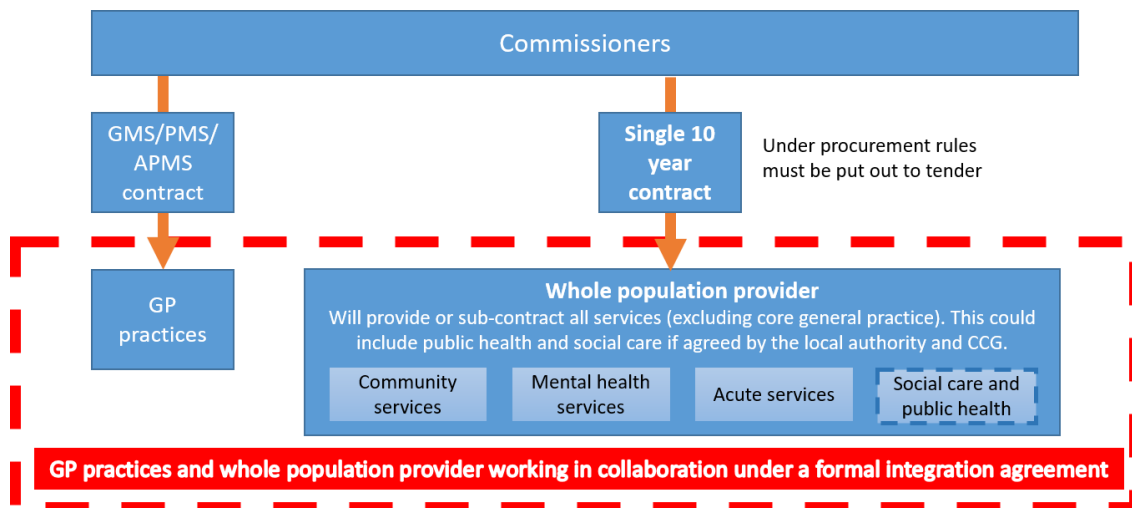 Commissioners
GMS/PMS/
APMS
contract
Single 10
year
contract
Under procurement rules
must be put out to tender
GP
practices
Whole population provider
Will provide or sub-contract all services (excluding core general practice). This could
include public health and social care if agreed by the local authority and CCG.
Community
services
Mental health
services
Acute services
Social care and
public health
GP practices and whole population provider working in collaboration under a formal integration agreement